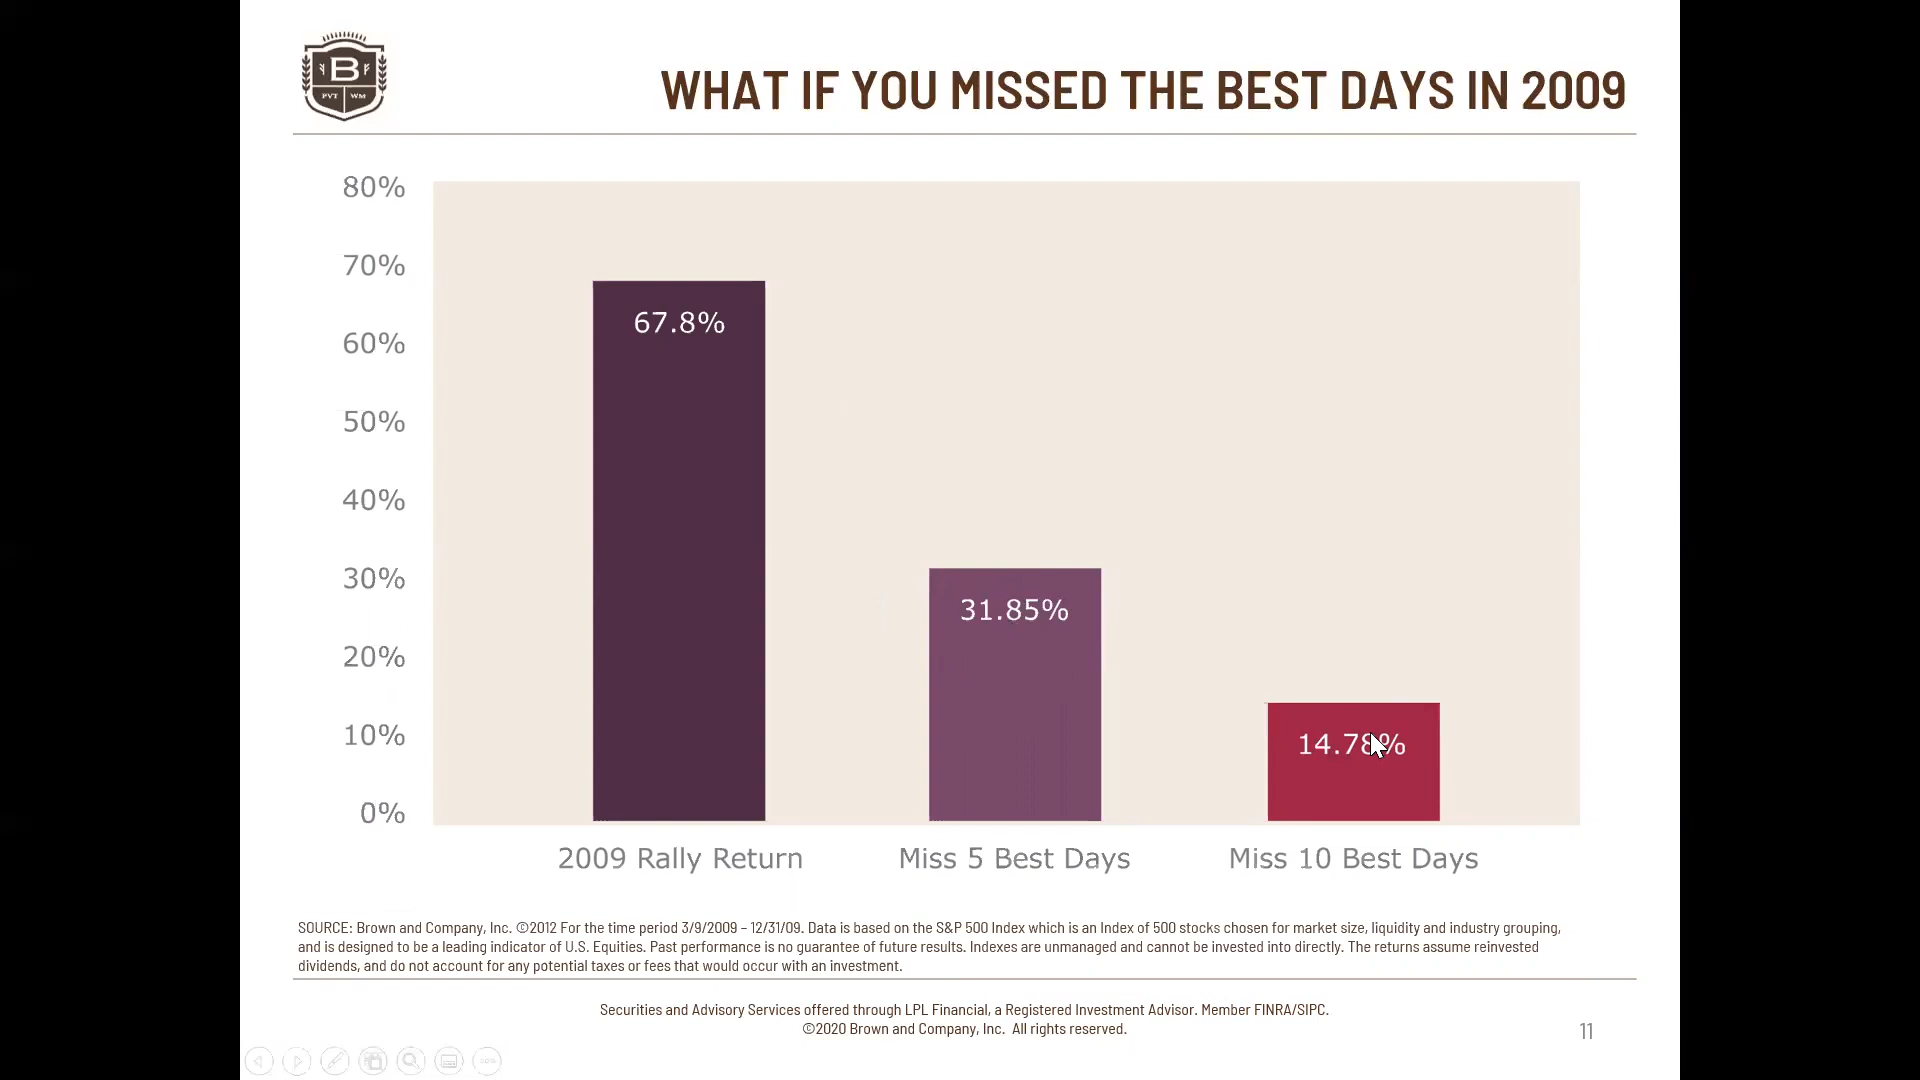 B
PVT WM
WHAT IF YOU MISSED THE BEST DAYS IN 2009
80%
70%
60%
50%
40%
30%
20%
10%
0%
67.8%
31.85%
14.78%
2009 Rally Return
Miss 5 Best Days
Miss 10 Best Days
SOURCE: Brown and Company, Inc. ©2012 For the time period 3/9/2009 – 12/31/09. Data is based on the S&P 500 Index which is an Index of 500 stocks chosen for market size, liquidity and industry grouping,
and is designed to be a leading indicator of U.S. Equities. Past performance is no guarantee of future results. Indexes are unmanaged and cannot be invested into directly. The returns assume reinvested
dividends, and do not account for any potential taxes or fees that would occur with an investment.
Securities and Advisory Services offered through LPL Financial, a Registered Investment Advisor. Member FINRA/SIPC.
©2020 Brown and Company, Inc. All rights reserved.
11